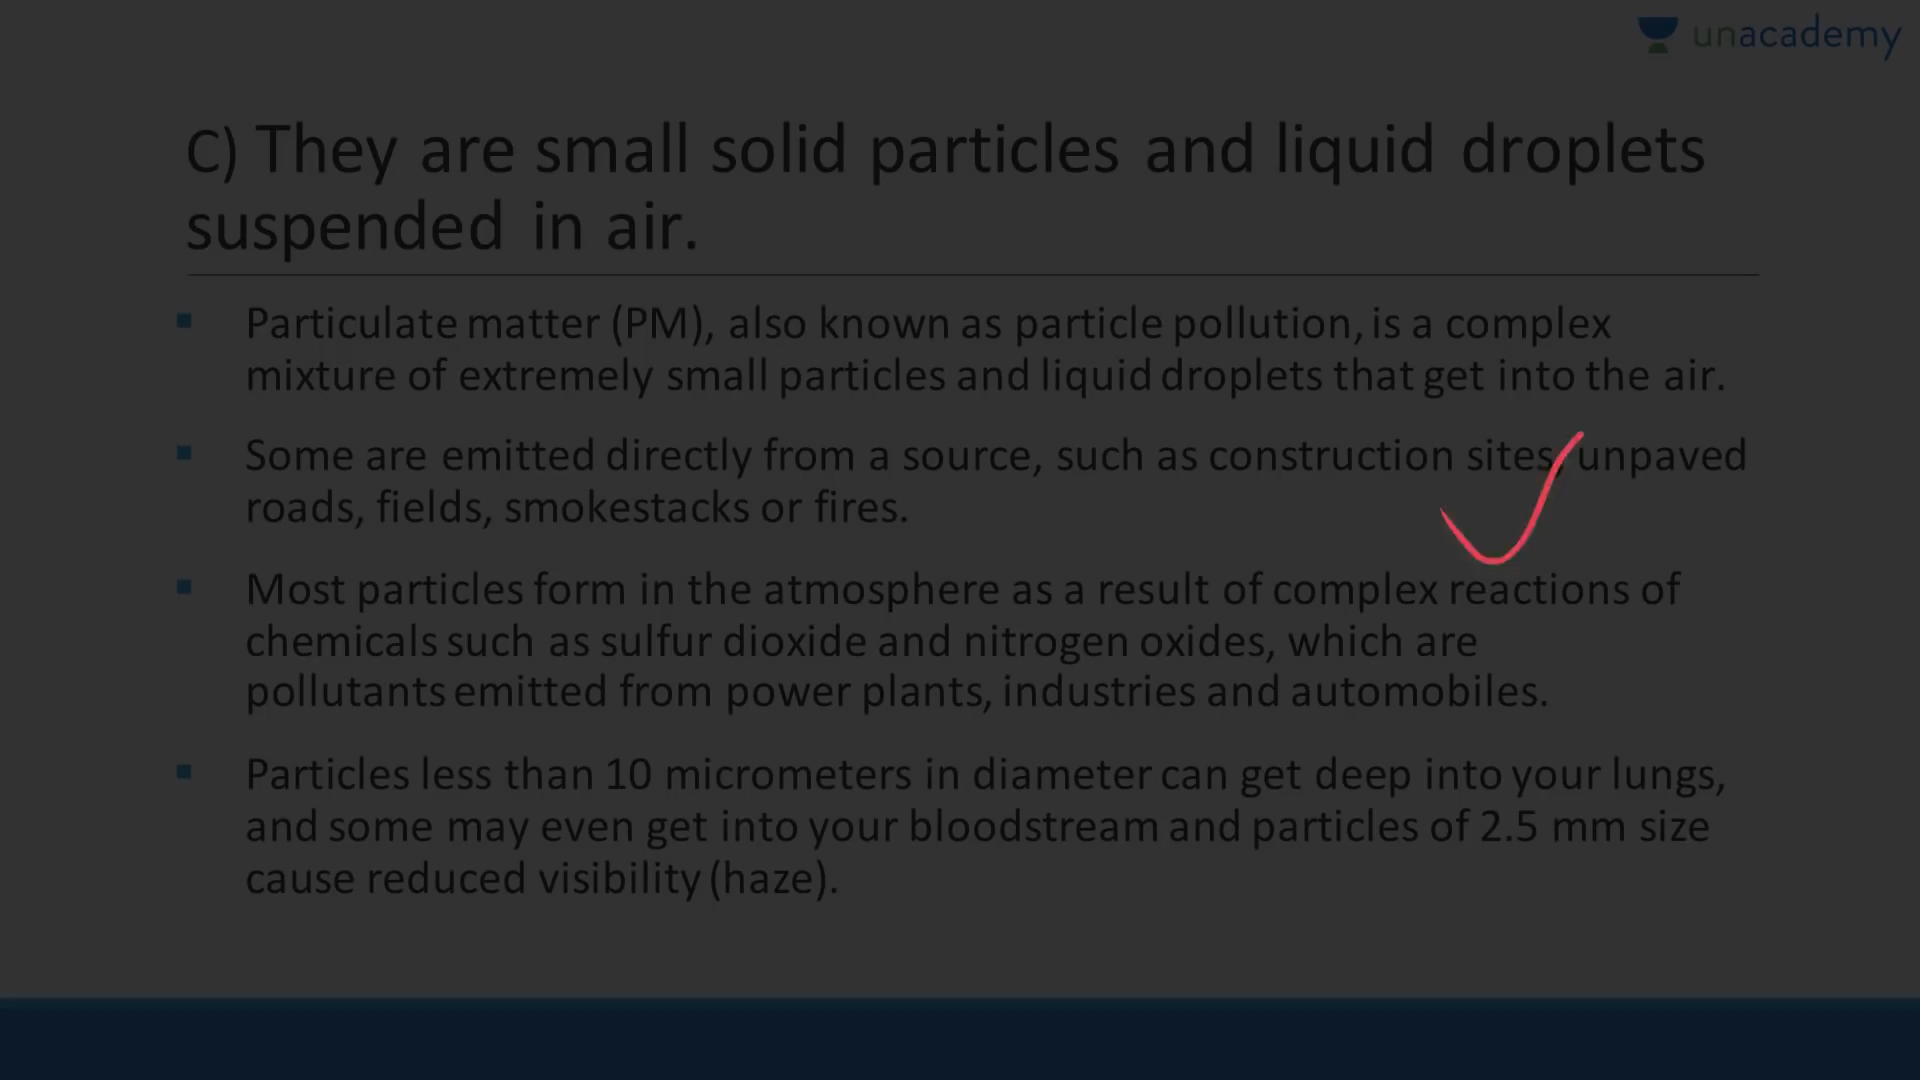 unacademy
C) They are small solid particles and liquid droplets
suspended in air.
Particulate matter (PM), also known as particle pollution, is a complex
mixture of extremely small particles and liquid droplets that get into the air.
Some are emitted directly from a source, such as construction sites, unpaved
roads, fields, smokestacks or fires.
Most particles form in the atmosphere as a result of complex reactions of
chemicals such as sulfur dioxide and nitrogen oxides, which are
pollutants emitted from power plants, industries and automobiles.
Particles less than 10 micrometers in diameter can get deep into your lungs,
and some may even get into your bloodstream and particles of 2.5 mm size
cause reduced visibility (haze).